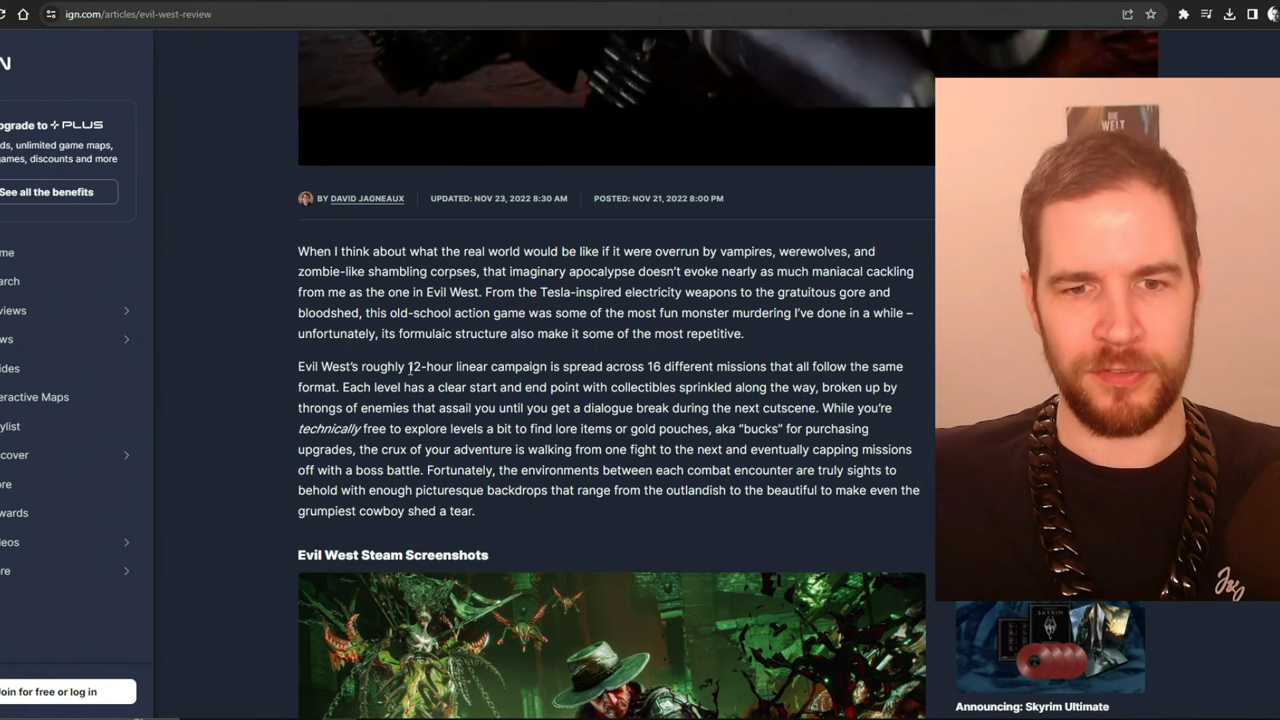 ign.com/articles/evil-west-review
N
pgrade to + PLUS
ds, unlimited game maps,
games, discounts and more
See all the benefits
me
arch
views
ws
ides
eractive Maps
ylist
scover
ore
wards
deos
re
Join for free or log in
BY DAVID JAGNEAUX
UPDATED: NOV 23, 2022 8:30 AM
POSTED: NOV 21, 2022 8:00 PM
When I think about what the real world would be like if it were overrun by vampires, werewolves, and
zombie-like shambling corpses, that imaginary apocalypse doesn't evoke nearly as much maniacal cackling
from me as the one in Evil West. From the Tesla-inspired electricity weapons to the gratuitous gore and
bloodshed, this old-school action game was some of the most fun monster murdering I've done in a while –
unfortunately, its formulaic structure also make it some of the most repetitive.
Evil West's roughly 12-hour linear campaign is spread across 16 different missions that all follow the same
format. Each level has a clear start and end point with collectibles sprinkled along the way, broken up by
throngs of enemies that assail you until you get a dialogue break during the next cutscene. While you're
technically free to explore levels a bit to find lore items or gold pouches, aka "bucks" for purchasing
upgrades, the crux of your adventure is walking from one fight to the next and eventually capping missions
off with a boss battle. Fortunately, the environments between each combat encounter are truly sights to
behold with enough picturesque backdrops that range from the outlandish to the beautiful to make even the
grumpiest cowboy shed a tear.
Evil West Steam Screenshots
DIE
WELT
Announcing: Skyrim Ultimate